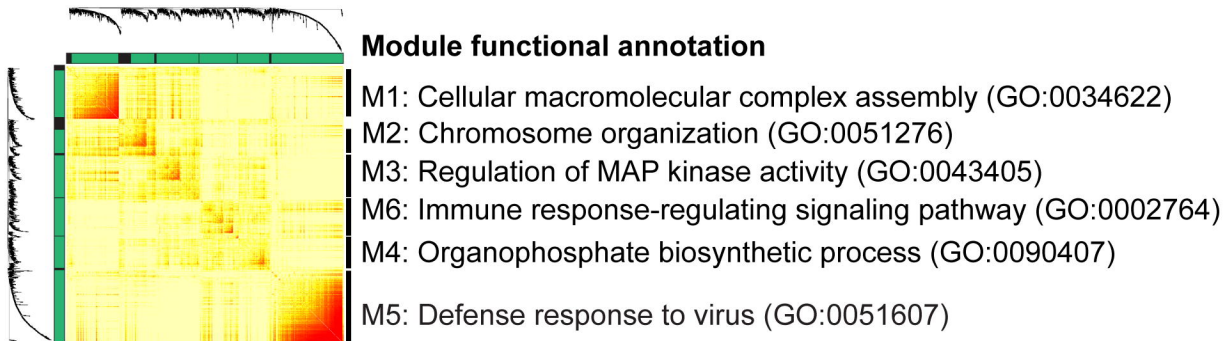 Module functional annotation
M1: Cellular macromolecular complex assembly (GO:0034622)
M2: Chromosome organization (GO:0051276)
M3: Regulation of MAP kinase activity (GO:0043405)
M6: Immune response-regulating signaling pathway (GO:0002764)
M4: Organophosphate biosynthetic process (GO:0090407)
M5: Defense response to virus (GO:0051607)